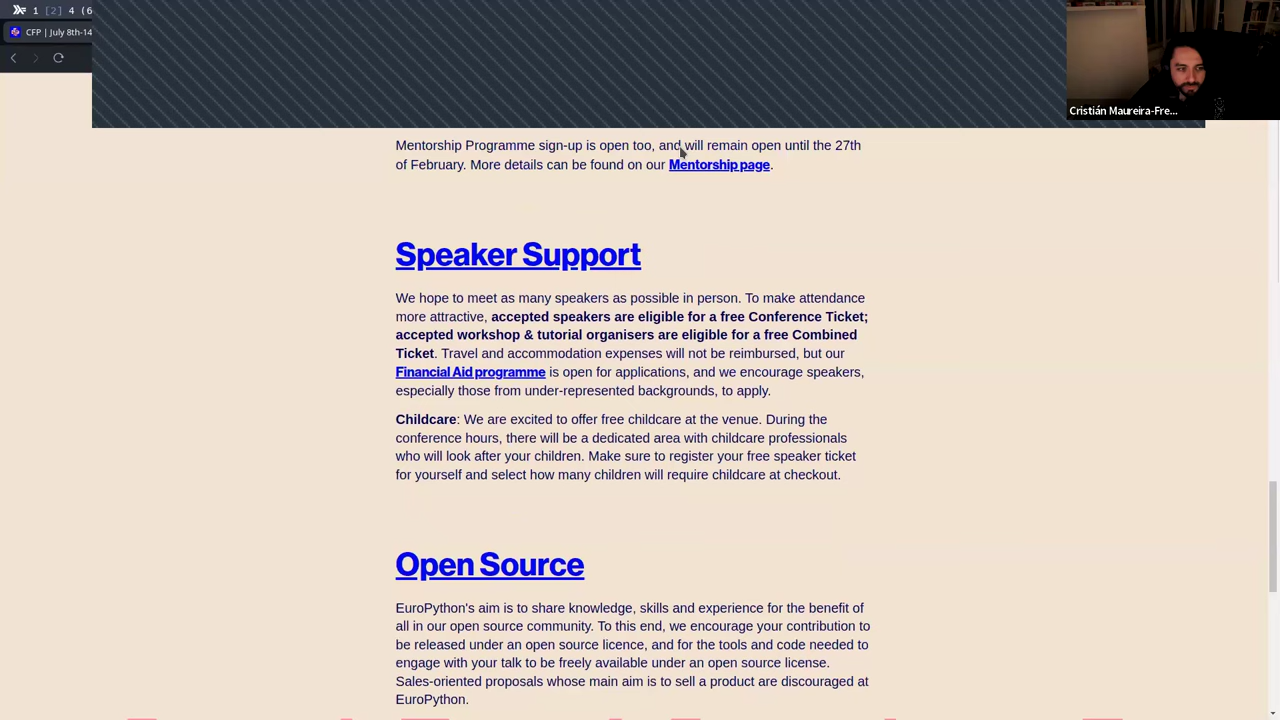 1 [2] 4 (6
CFP | July 8th-14
Cristián Maureira-Fre...
Mentorship Programme sign-up is open too, and will remain open until the 27th
of February. More details can be found on our Mentorship page.
Speaker Support
We hope to meet as many speakers as possible in person. To make attendance
more attractive, accepted speakers are eligible for a free Conference Ticket;
accepted workshop & tutorial organisers are eligible for a free Combined
Ticket. Travel and accommodation expenses will not be reimbursed, but our
Financial Aid programme is open for applications, and we encourage speakers,
especially those from under-represented backgrounds, to apply.
Childcare: We are excited to offer free childcare at the venue. During the
conference hours, there will be a dedicated area with childcare professionals
who will look after your children. Make sure to register your free speaker ticket
for yourself and select how many children will require childcare at checkout.
Open Source
EuroPython's aim is to share knowledge, skills and experience for the benefit of
all in our open source community. To this end, we encourage your contribution to
be released under an open source licence, and for the tools and code needed to
engage with your talk to be freely available under an open source license.
Sales-oriented proposals whose main aim is to sell a product are discouraged at
EuroPython.